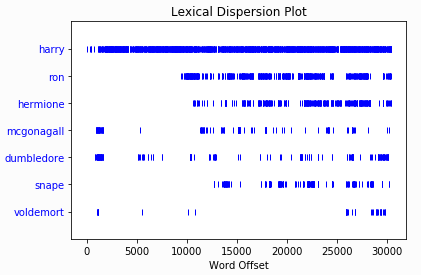 Lexical Dispersion Plot
harry
ron
hermione
mcgonagall
dumbledore
snape
voldemort
0 5000 10000 15000 20000 25000 30000
Word Offset